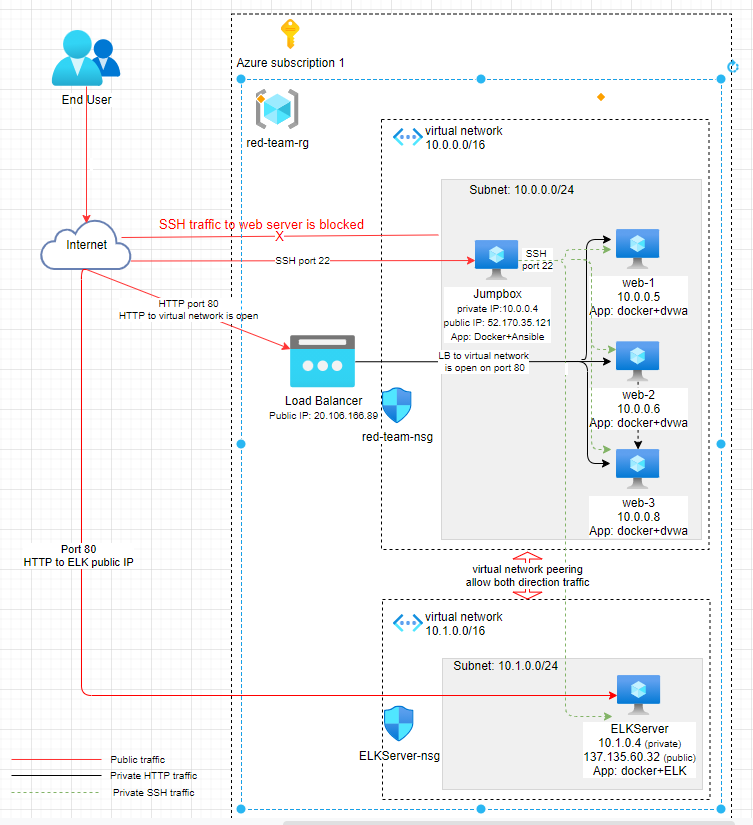 Azure subscription 1
End User
red-team-rg
virtual network
10.0.0.0/16
Subnet: 10.0.0.0/24
SSH traffic to web server is blocked
X
Internet
SSH port 22
SSH
port 22
Jumpbox
private IP:10.0.0.4
public IP: 52.170.35.121
App: Docker+Ansible
web-1
10.0.0.5
App: docker+dvwa
HTTP port 80
HTTP to virtual network is open
LB to virtual network
is open on port 80
Load Balancer
Public IP: 20.106.166.89
red-team-nsg
web-2
10.0.0.6
App: docker+dvwa
web-3
10.0.0.8
App: docker+dvwa
Port 80
HTTP to ELK public IP
virtual network peering
allow both direction traffic
virtual network
10.1.0.0/16
Subnet: 10.1.0.0/24
ELKServer
10.1.0.4 (private)
137.135.60.32 (public)
App: docker+ELK
ELKServer-nsg
Public traffic
Private HTTP traffic
Private SSH traffic